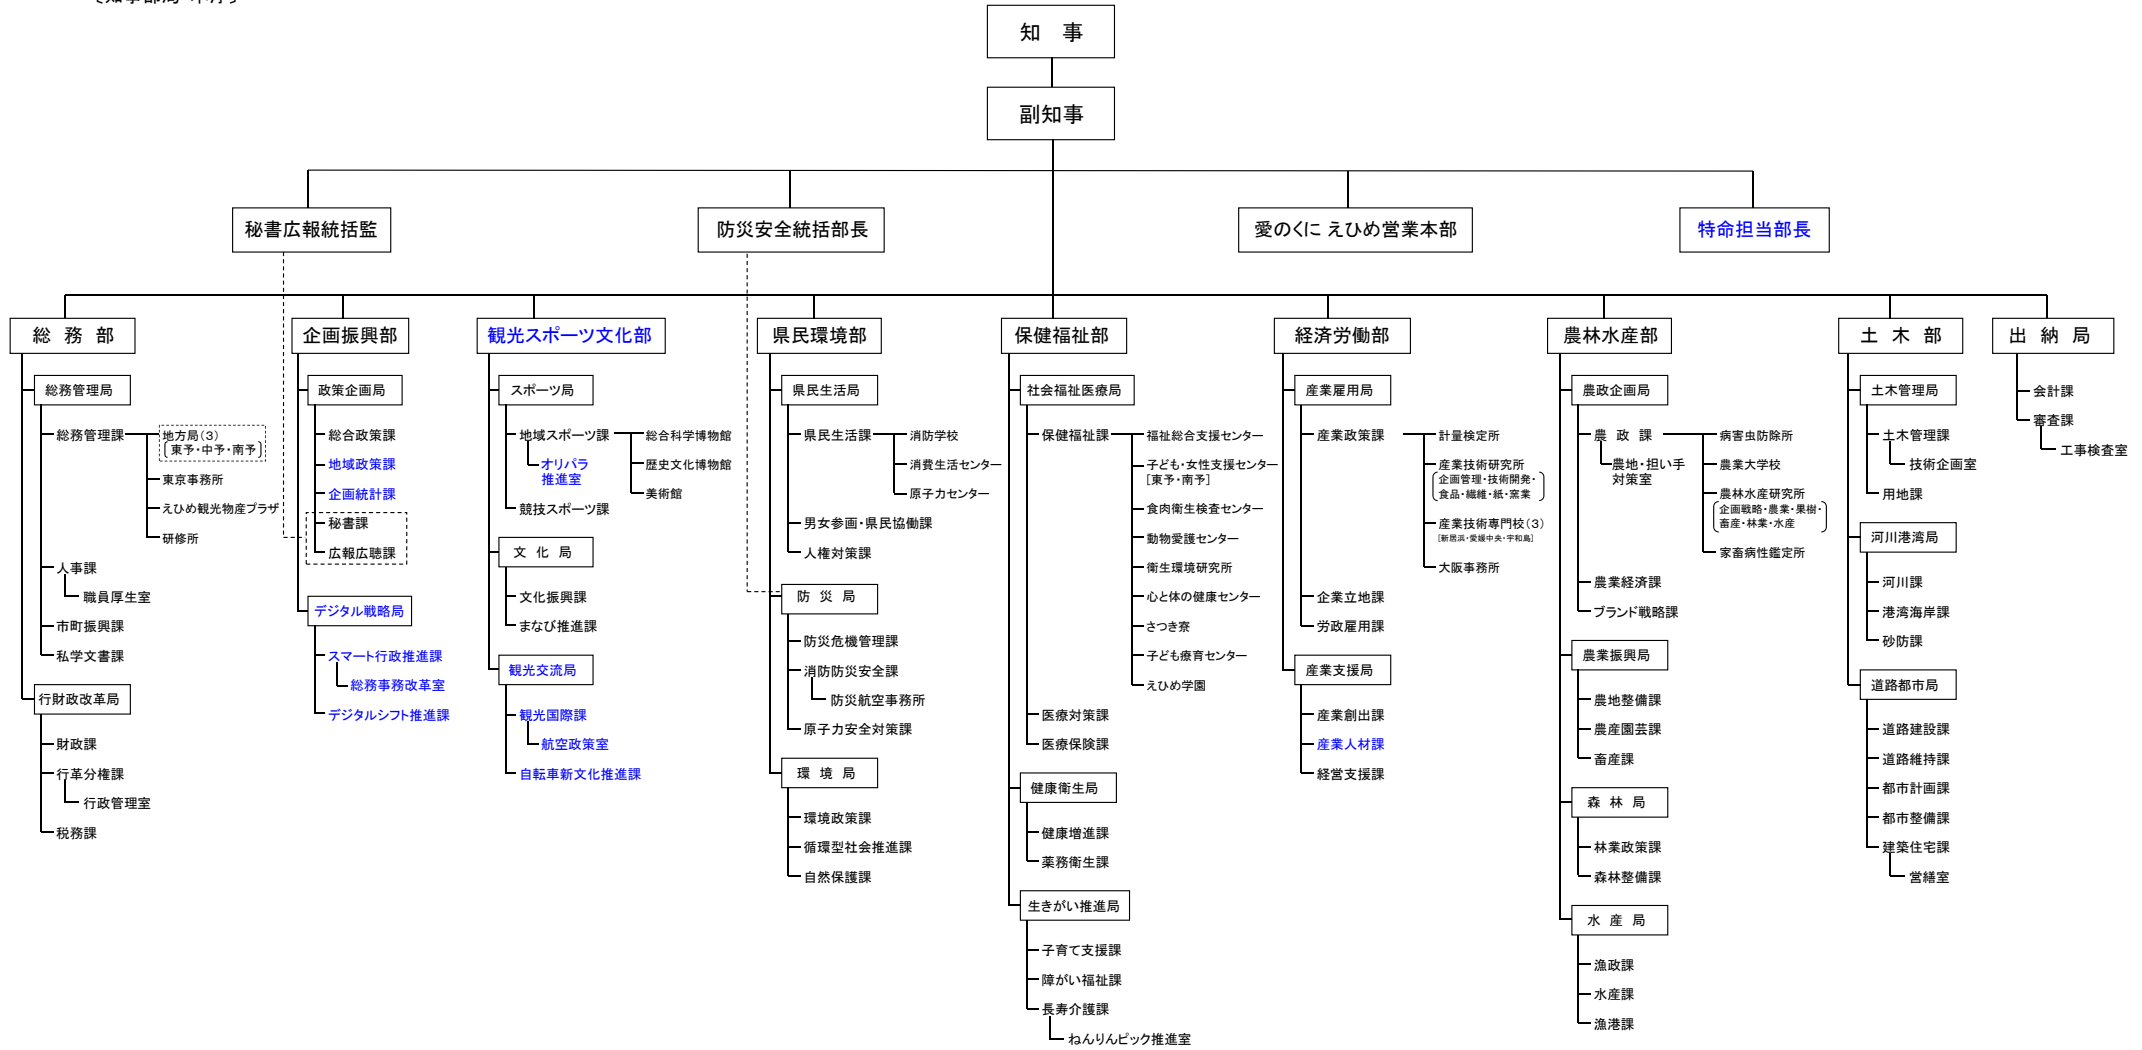 知　事
副知事
秘書広報統括監
防災安全統括部長
愛のくに えひめ営業本部
特命担当部長
総　務　部
総務管理局
総務管理課
地方局(3)
〔東予・中予・南予〕
東京事務所
えひめ観光物産プラザ
研修所
人事課
職員厚生室
市町振興課
私学文書課
行財政改革局
財政課
行革分権課
行政管理室
税務課
企画振興部
政策企画局
総合政策課
地域政策課
企画統計課
秘書課
広報広聴課
デジタル戦略局
スマート行政推進課
総務事務改革室
デジタルシフト推進課
観光スポーツ文化部
スポーツ局
地域スポーツ課
オリパラ
推進室
総合科学博物館
歴史文化博物館
美術館
競技スポーツ課
文　化　局
文化振興課
まなび推進課
観光交流局
観光国際課
航空政策室
自転車新文化推進課
県民環境部
県民生活局
県民生活課
消防学校
消費生活センター
原子力センター
男女参画・県民協働課
人権対策課
防　災　局
防災危機管理課
消防防災安全課
防災航空事務所
原子力安全対策課
環　境　局
環境政策課
循環型社会推進課
自然保護課
保健福祉部
社会福祉医療局
保健福祉課
福祉総合支援センター
子ども・女性支援センター
[東予・南予]
食肉衛生検査センター
動物愛護センター
衛生環境研究所
心と体の健康センター
さつき寮
子ども療育センター
えひめ学園
医療対策課
医療保険課
健康衛生局
健康増進課
薬務衛生課
生きがい推進局
子育て支援課
障がい福祉課
長寿介護課
ねんりんピック推進室
経済労働部
産業雇用局
産業政策課
計量検定所
産業技術研究所
企画管理・技術開発・
食品・繊維・紙・窯業
産業技術専門校(3)
[新居浜・愛媛中央・宇和島]
大阪事務所
企業立地課
労政雇用課
産業支援局
産業創出課
産業人材課
経営支援課
農林水産部
農政企画局
農　政　課
農地・担い手
対策室
病害虫防除所
農業大学校
農林水産研究所
企画戦略・農業・果樹・
畜産・林業・水産
家畜病性鑑定所
農業経済課
ブランド戦略課
農業振興局
農地整備課
農産園芸課
畜産課
森　林　局
林業政策課
森林整備課
水　産　局
漁政課
水産課
漁港課
土　木　部
土木管理局
土木管理課
技術企画室
用地課
河川港湾局
河川課
港湾海岸課
砂防課
道路都市局
道路建設課
道路維持課
都市計画課
都市整備課
建築住宅課
営繕室
出　納　局
会計課
審査課
工事検査室